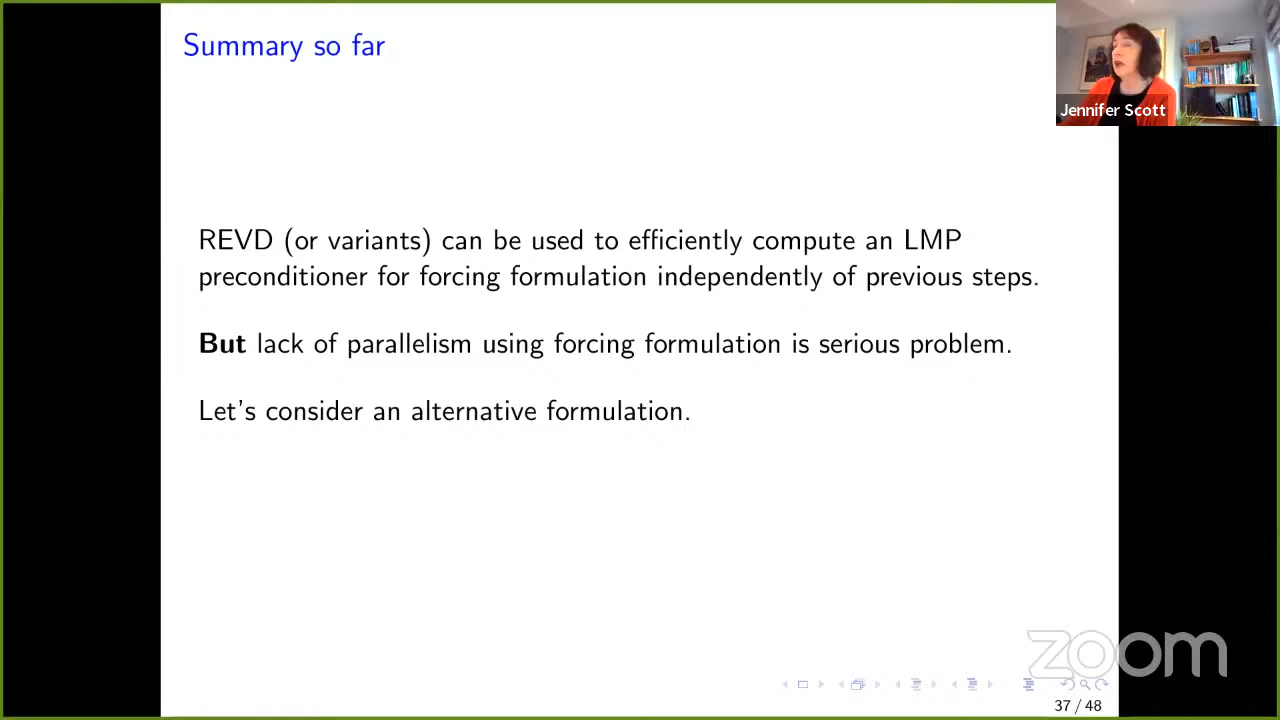 Summary so far
Jennifer Scott
REVD (or variants) can be used to efficiently compute an LMP
preconditioner for forcing formulation independently of previous steps.
But lack of parallelism using forcing formulation is serious problem.
Let's consider an alternative formulation.
zoom
37 / 48